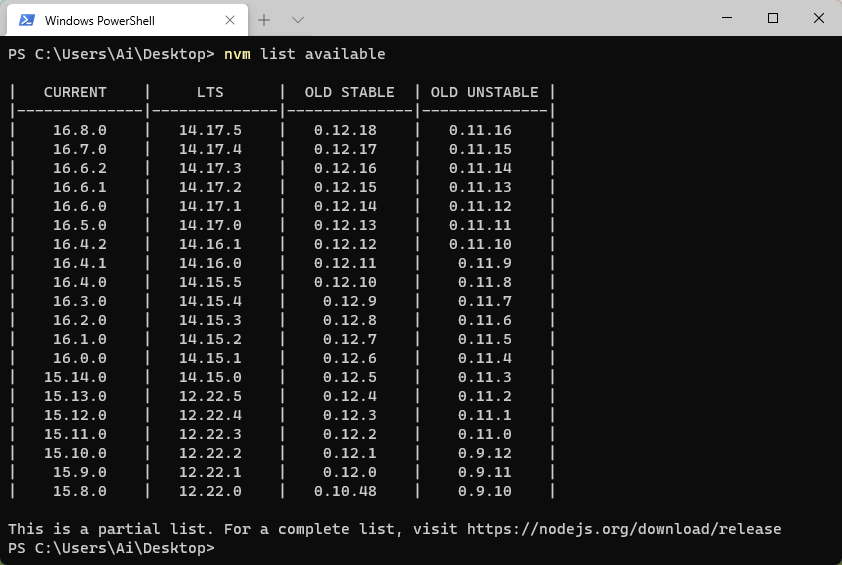 Windows PowerShell
PS C:\Users\Ai\Desktop> nvm list available
|   CURRENT    |     LTS      |  OLD STABLE  | OLD UNSTABLE |
|--------------|--------------|--------------|--------------|
|    16.8.0    |   14.17.5    |   0.12.18    |   0.11.16    |
|    16.7.0    |   14.17.4    |   0.12.17    |   0.11.15    |
|    16.6.2    |   14.17.3    |   0.12.16    |   0.11.14    |
|    16.6.1    |   14.17.2    |   0.12.15    |   0.11.13    |
|    16.6.0    |   14.17.1    |   0.12.14    |   0.11.12    |
|    16.5.0    |   14.17.0    |   0.12.13    |   0.11.11    |
|    16.4.2    |   14.16.1    |   0.12.12    |   0.11.10    |
|    16.4.1    |   14.16.0    |   0.12.11    |    0.11.9    |
|    16.4.0    |   14.15.5    |   0.12.10    |    0.11.8    |
|    16.3.0    |   14.15.4    |    0.12.9    |    0.11.7    |
|    16.2.0    |   14.15.3    |    0.12.8    |    0.11.6    |
|    16.1.0    |   14.15.2    |    0.12.7    |    0.11.5    |
|    16.0.0    |   14.15.1    |    0.12.6    |    0.11.4    |
|   15.14.0    |   14.15.0    |    0.12.5    |    0.11.3    |
|   15.13.0    |   12.22.5    |    0.12.4    |    0.11.2    |
|   15.12.0    |   12.22.4    |    0.12.3    |    0.11.1    |
|   15.11.0    |   12.22.3    |    0.12.2    |    0.11.0    |
|   15.10.0    |   12.22.2    |    0.12.1    |    0.9.12    |
|    15.9.0    |   12.22.1    |    0.12.0    |    0.9.11    |
|    15.8.0    |   12.22.0    |   0.10.48    |    0.9.10    |
This is a partial list. For a complete list, visit https://nodejs.org/download/release
PS C:\Users\Ai\Desktop>